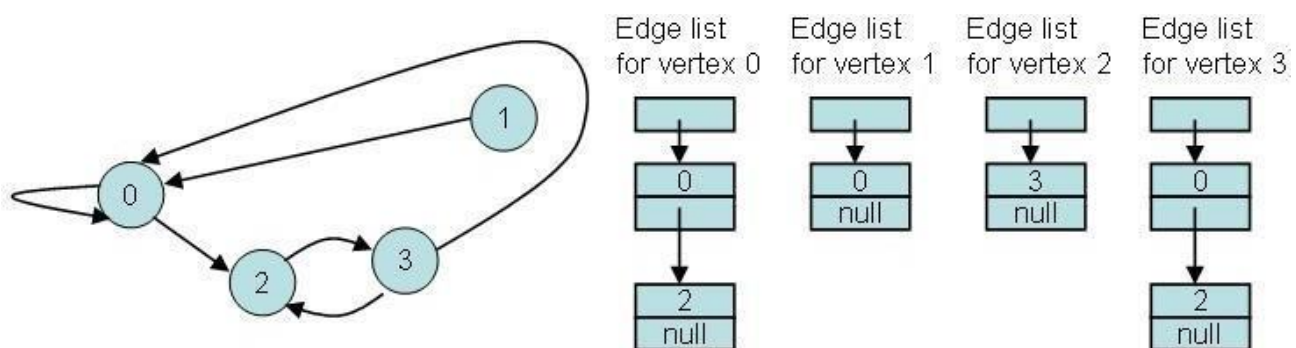 Edge list
for vertex 0
Edge list
for vertex 1
Edge list
for vertex 2
Edge list
for vertex 3
1
0
2
3
0
2
null
0
null
3
null
0
2
null